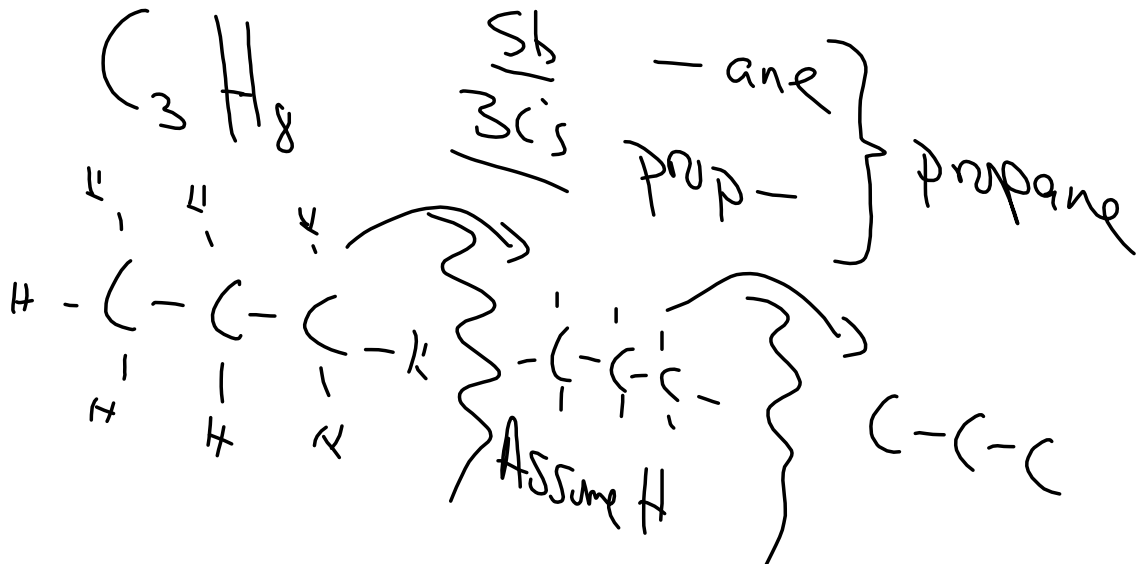 C3H8
Sb
3C's
– ane
prop –
propane
H H H
H – C – C – C – H
H H H
– C – C – C –
Assume H
C – C – C